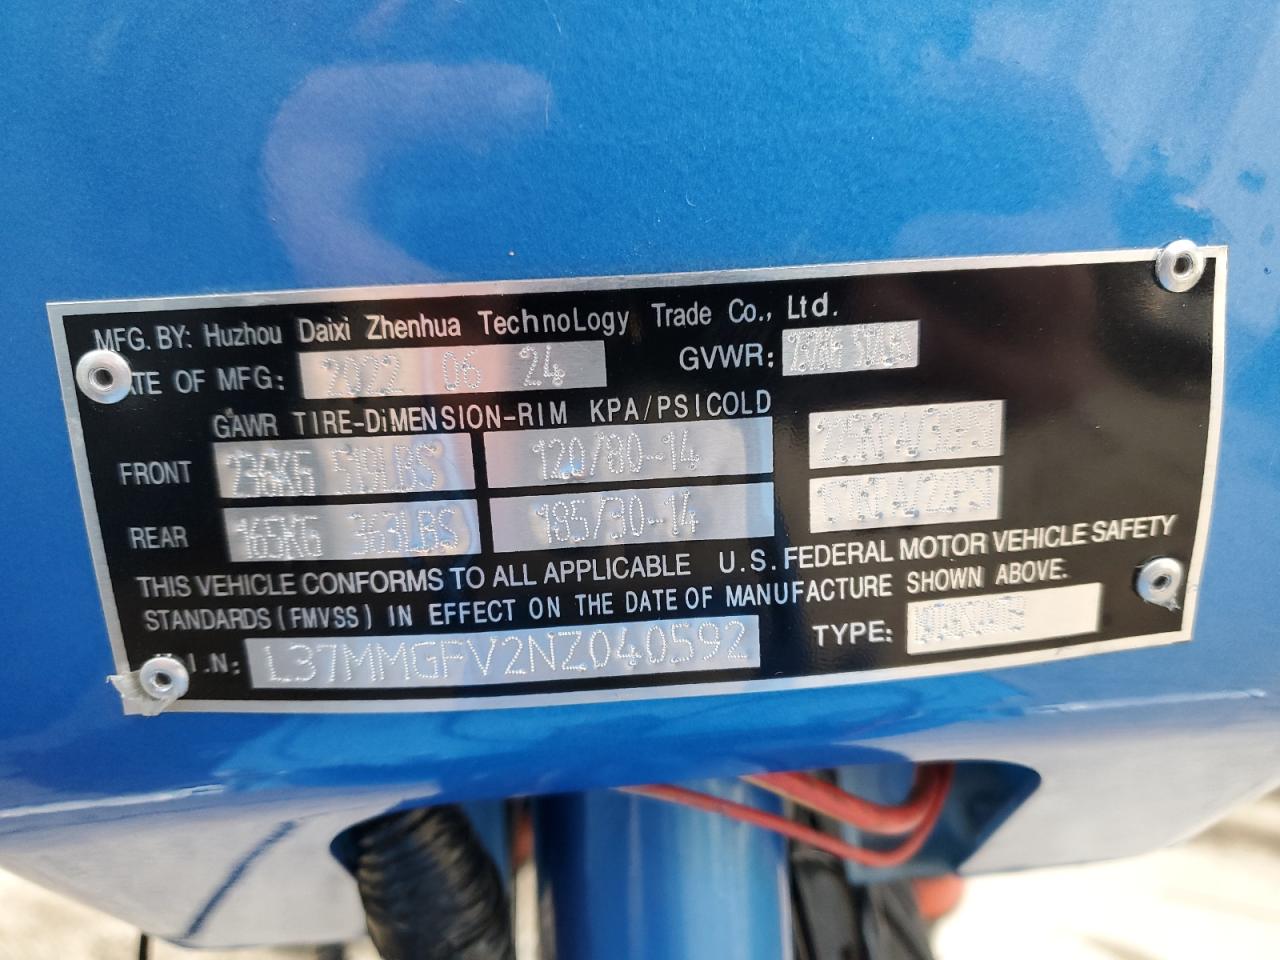 MFG. BY: Huzhou Daixi Zhenhua TechnoLogy Trade Co., Ltd.
ATE OF MFG: 2022 06 24 GVWR:
GAWR TIRE-DiMENSION-RIM KPA/PSICOLD
FRONT 519LBS 120/80-14
REAR 165KG 363LBS 185/30-14
THIS VEHICLE CONFORMS TO ALL APPLICABLE U.S. FEDERAL MOTOR VEHICLE SAFETY
STANDARDS (FMVSS) IN EFFECT ON THE DATE OF MANUFACTURE SHOWN ABOVE.
V.I.N: L37MMGFV2NZ040592 TYPE: